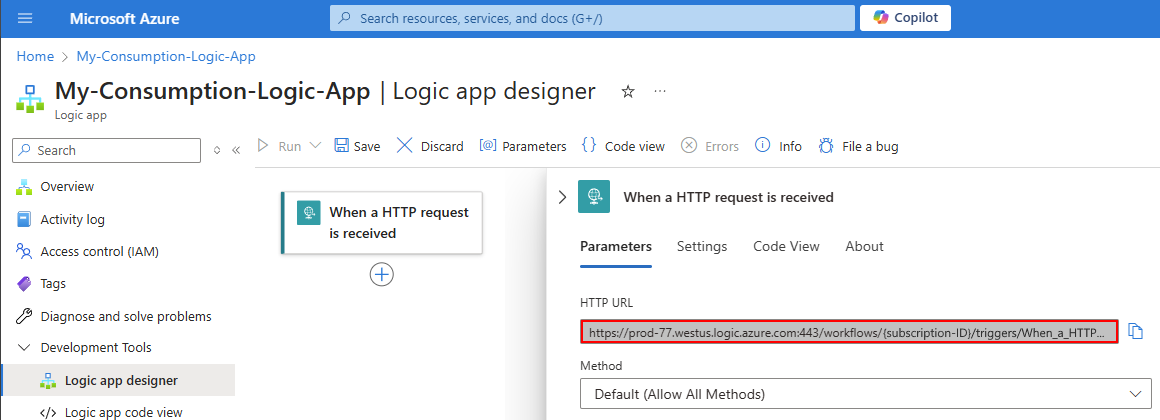 Microsoft Azure
Search resources, services, and docs (G+/)
Copilot
Home > My-Consumption-Logic-App
My-Consumption-Logic-App | Logic app designer
Logic app
Search
Run
Save
Discard
Parameters
Code view
Errors
Info
File a bug
Overview
Activity log
Access control (IAM)
Tags
Diagnose and solve problems
Development Tools
Logic app designer
Logic app code view
When a HTTP request
is received
When a HTTP request is received
Parameters
Settings
Code View
About
HTTP URL
https://prod-77.westus.logic.azure.com:443/workflows/{subscription-ID}/triggers/When_a_HTTP...
Method
Default (Allow All Methods)